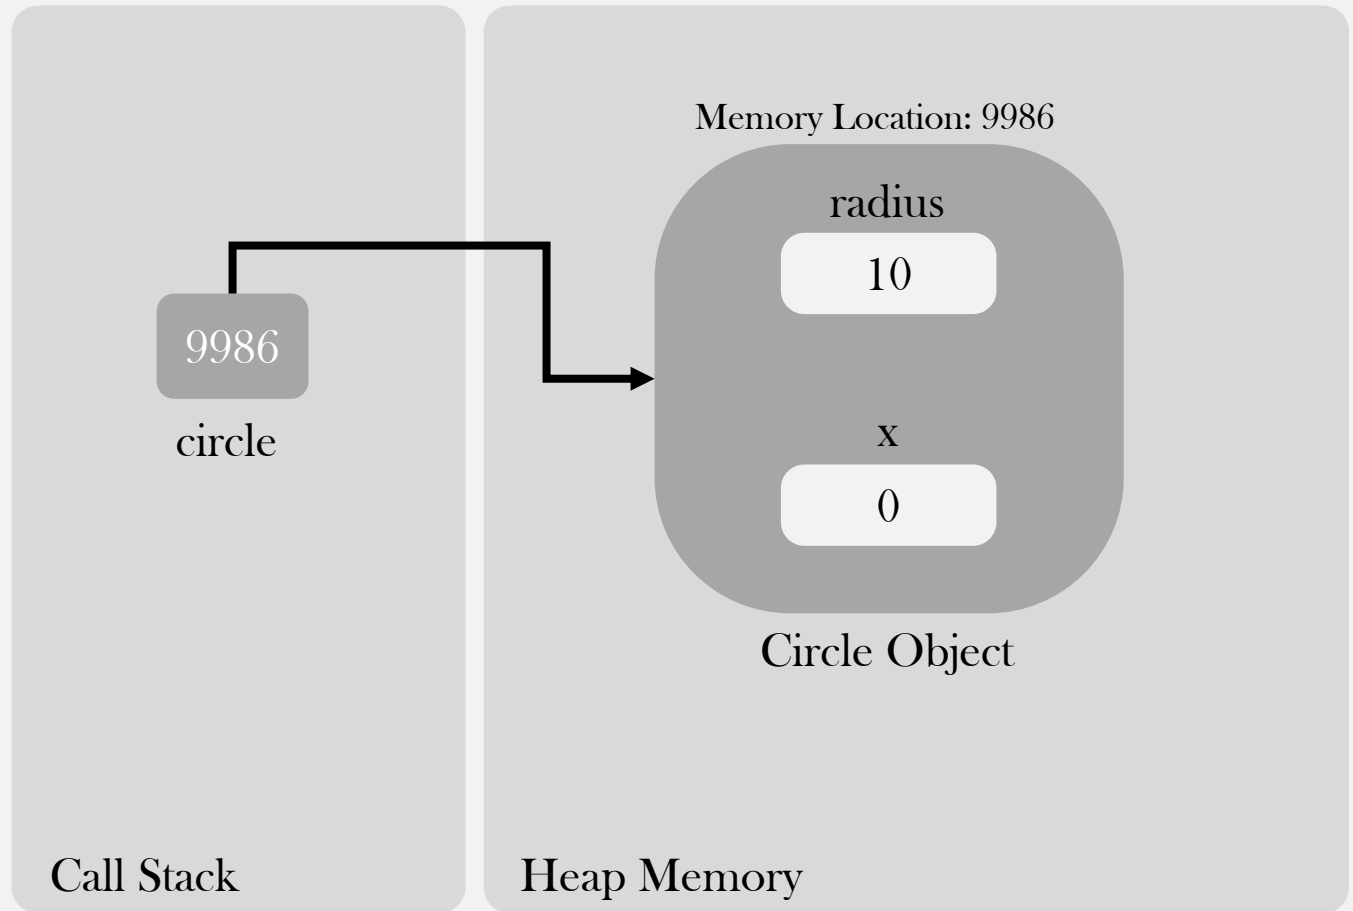 9986
circle
Call Stack
Memory Location: 9986
radius
10
x
0
Circle Object
Heap Memory